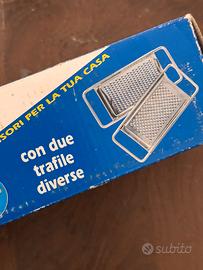 SORI PER LA TUA CASA
con due
trafile
diverse
subito